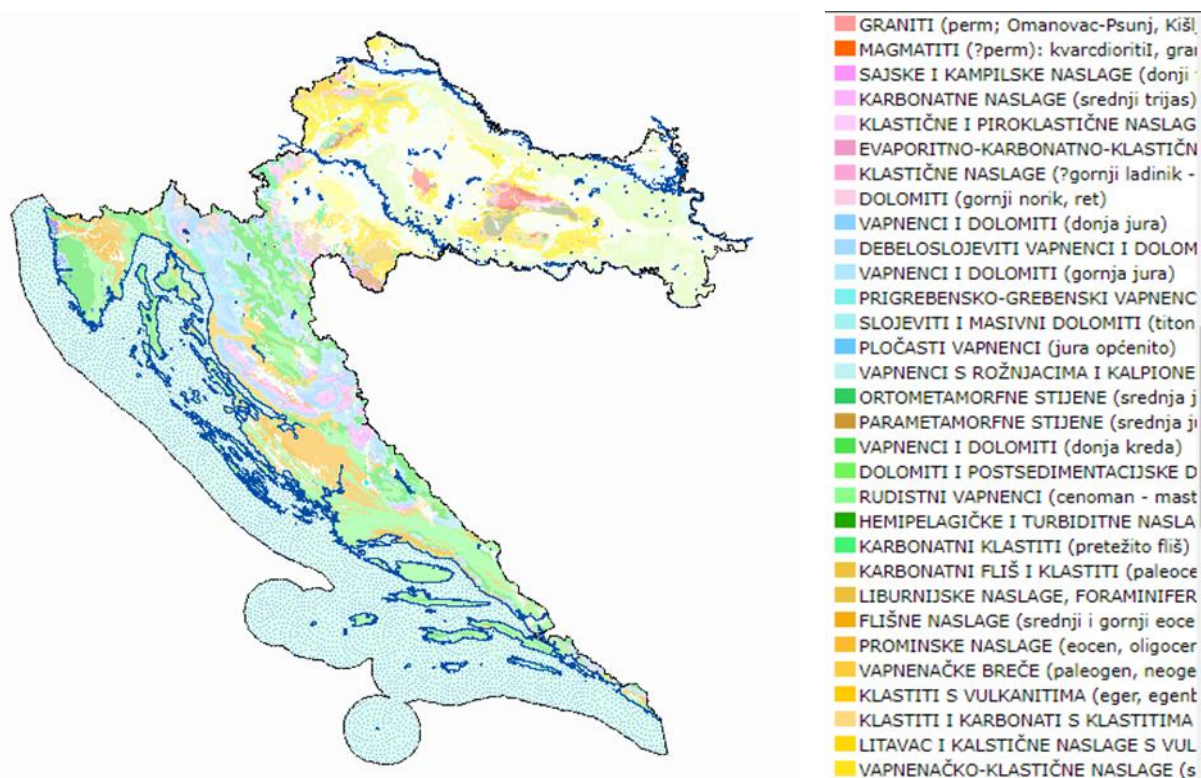 GRANITI (perm; Omanovac-Psunj, Kišl
MAGMATITI (?perm): kvarcdioritiI, gra
SAJSKE I KAMPILSKE NASLAGE (donji
KARBONATNE NASLAGE (srednji trijas)
KLASTIČNE I PIROKLASTIČNE NASLAG
EVAPORITNO-KARBONATNO-KLASTIČN
KLASTIČNE NASLAGE (?gornji ladinik -
DOLOMITI (gornji norik, ret)
VAPNENCI I DOLOMITI (donja jura)
DEBELOSLOJEVITI VAPNENCI I DOLOM
VAPNENCI I DOLOMITI (gornja jura)
PRIGREBENSKO-GREBENSKI VAPNENC
SLOJEVITI I MASIVNI DOLOMITI (titon
PLOČASTI VAPNENCI (jura općenito)
VAPNENCI S ROŽNJACIMA I KALPIONE
ORTOMETAMORFNE STIJENE (srednja j
PARAMETAMORFNE STIJENE (srednja j
VAPNENCI I DOLOMITI (donja kreda)
DOLOMITI I POSTSEDIMENTACIJSKE D
RUDISTNI VAPNENCI (cenoman - mast
HEMIPELAGIČKE I TURBIDITNE NASLA
KARBONATNI KLASTITI (pretežito fliš)
KARBONATNI FLIŠ I KLASTITI (paleoce
LIBURNIJSKE NASLAGE, FORAMINIFER
FLIŠNE NASLAGE (srednji i gornji eoce
PROMINSKE NASLAGE (eocen, oligocen
VAPNENAČKE BREČE (paleogen, neoge
KLASTITI S VULKANITIMA (eger, egenb
KLASTITI I KARBONATI S KLASTITIMA
LITAVAC I KALSTIČNE NASLAGE S VUL
VAPNENAČKO-KLASTIČNE NASLAGE (s